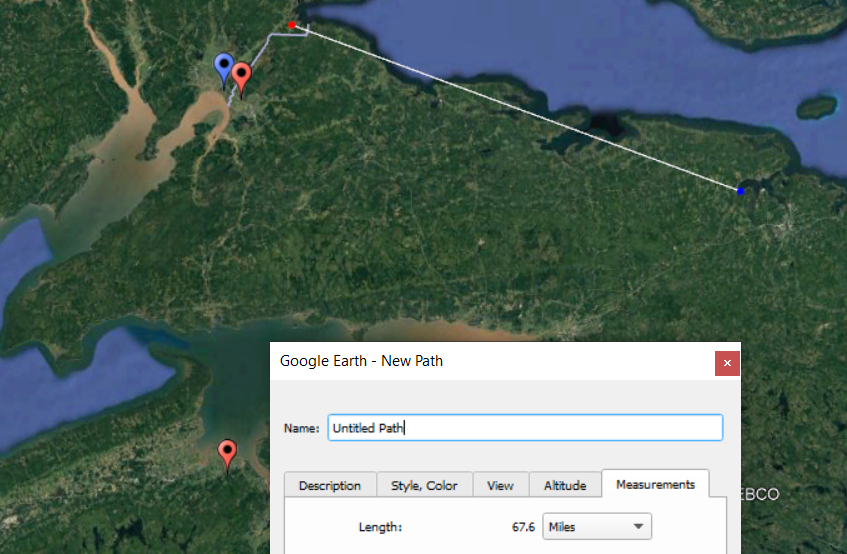 Google Earth - New Path
×
Name: Untitled Path
Description Style, Color View Altitude Measurements
EBCO
Length: 67.6 Miles